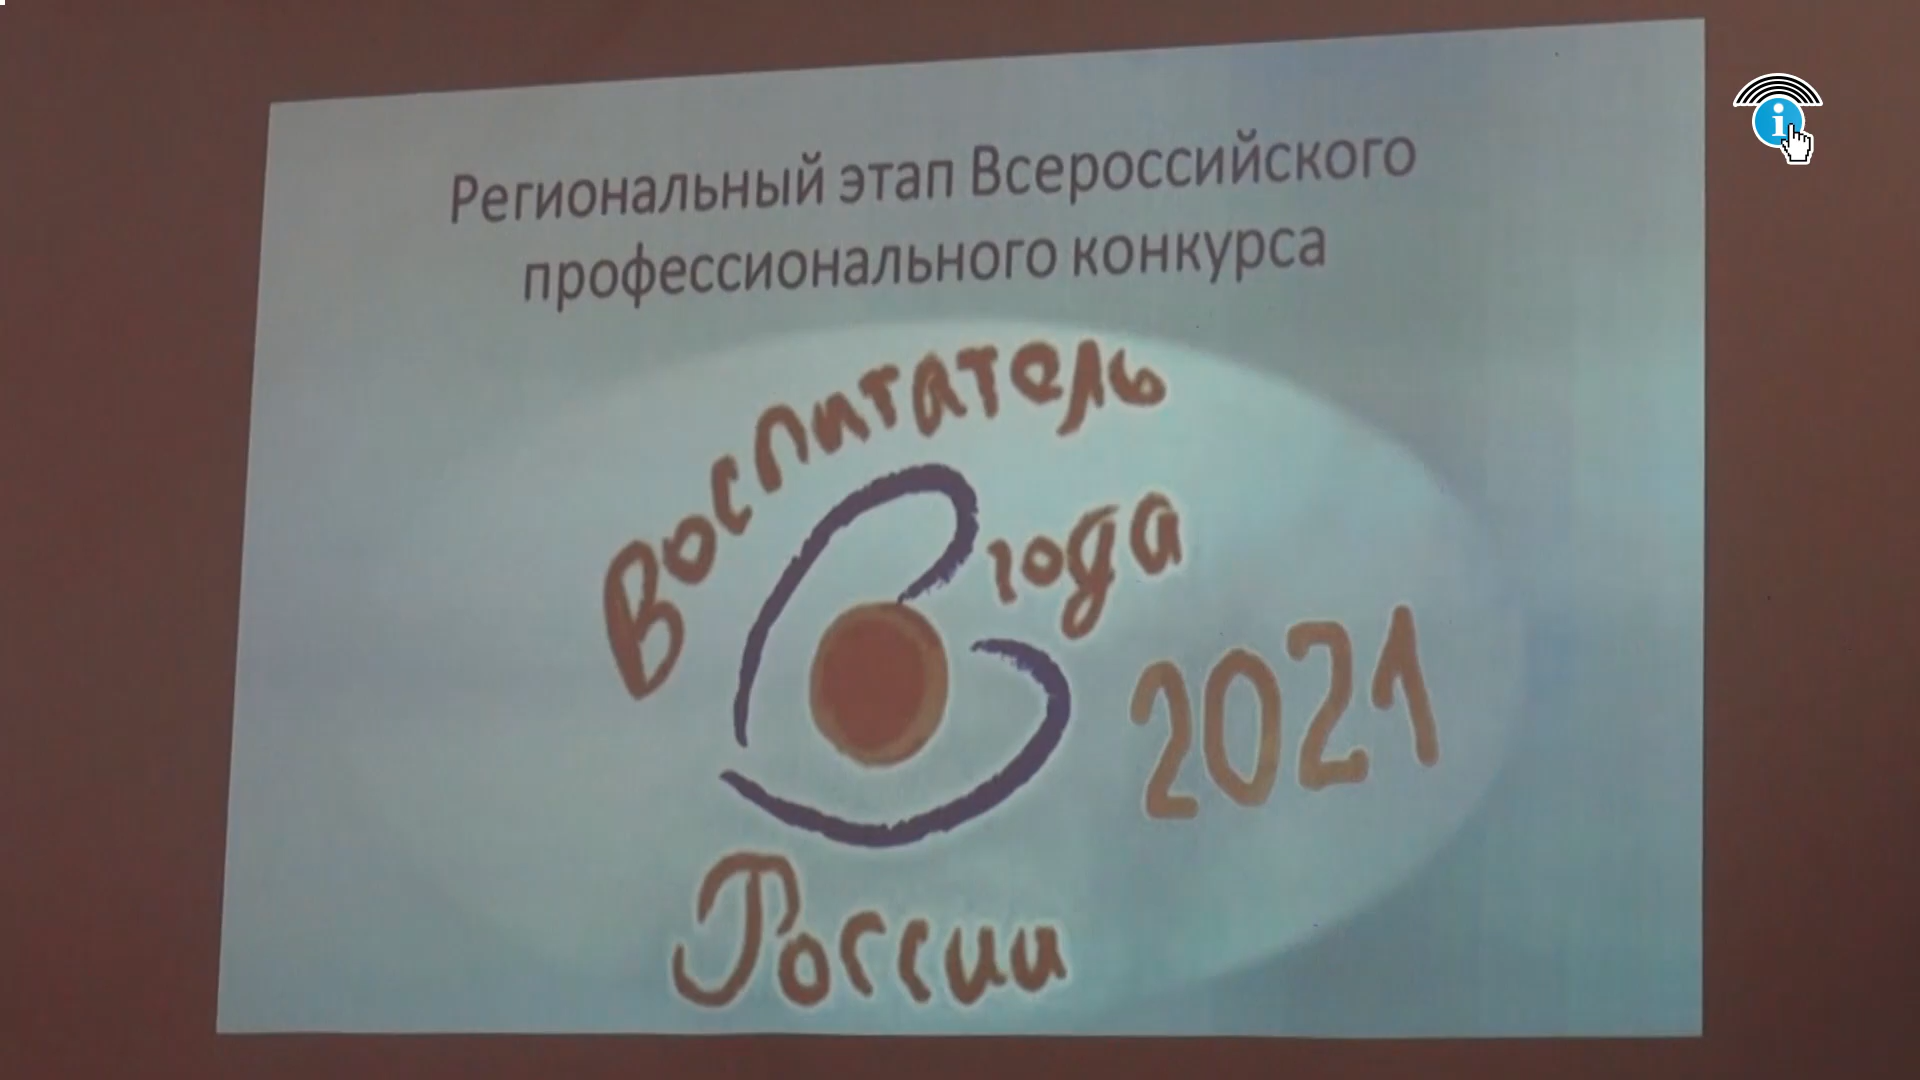 Региональный этап Всероссийского
профессионального конкурса
Воспитатель
года
2021
России
i